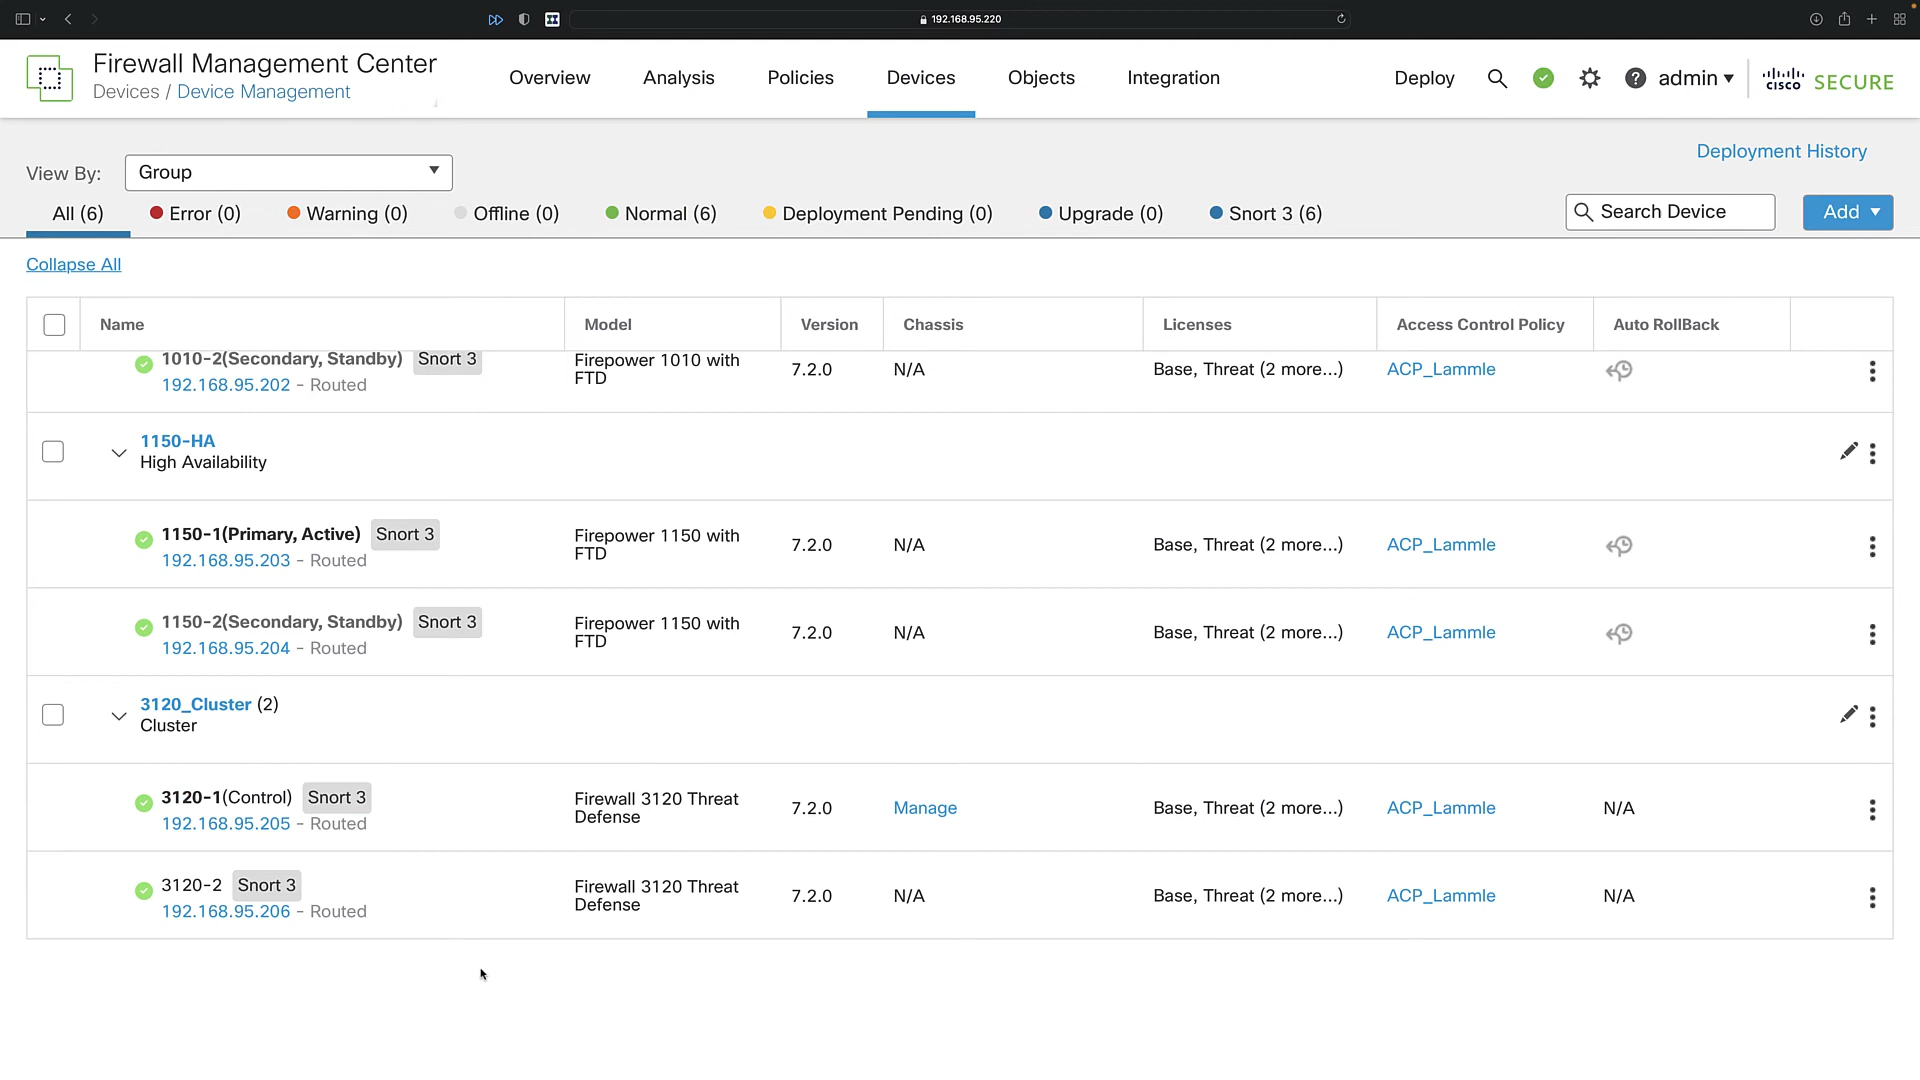 192.168.95.220
Firewall Management Center
Devices / Device Management
Overview
Analysis
Policies
Devices
Objects
Integration
Deploy
admin
cisco SECURE
Deployment History
View By:
Group
All (6)
Error (0)
Warning (0)
Offline (0)
Normal (6)
Deployment Pending (0)
Upgrade (0)
Snort 3 (6)
Search Device
Add
Collapse All
Name
Model
Version
Chassis
Licenses
Access Control Policy
Auto RollBack
1010-2(Secondary, Standby) Snort 3
192.168.95.202 - Routed
Firepower 1010 with
FTD
7.2.0
N/A
Base, Threat (2 more...)
ACP_Lammle
1150-HA
High Availability
1150-1(Primary, Active) Snort 3
192.168.95.203 - Routed
Firepower 1150 with
FTD
7.2.0
N/A
Base, Threat (2 more...)
ACP_Lammle
1150-2(Secondary, Standby) Snort 3
192.168.95.204 - Routed
Firepower 1150 with
FTD
7.2.0
N/A
Base, Threat (2 more...)
ACP_Lammle
3120_Cluster (2)
Cluster
3120-1(Control) Snort 3
192.168.95.205 - Routed
Firewall 3120 Threat
Defense
7.2.0
Manage
Base, Threat (2 more...)
ACP_Lammle
N/A
3120-2 Snort 3
192.168.95.206 - Routed
Firewall 3120 Threat
Defense
7.2.0
N/A
Base, Threat (2 more...)
ACP_Lammle
N/A